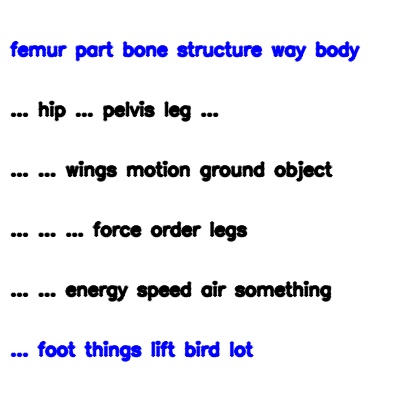 femur part bone structure way body
... hip ... pelvis leg ...
... ... wings motion ground object
... ... ... force order legs
... ... energy speed air something
... foot things lift bird lot